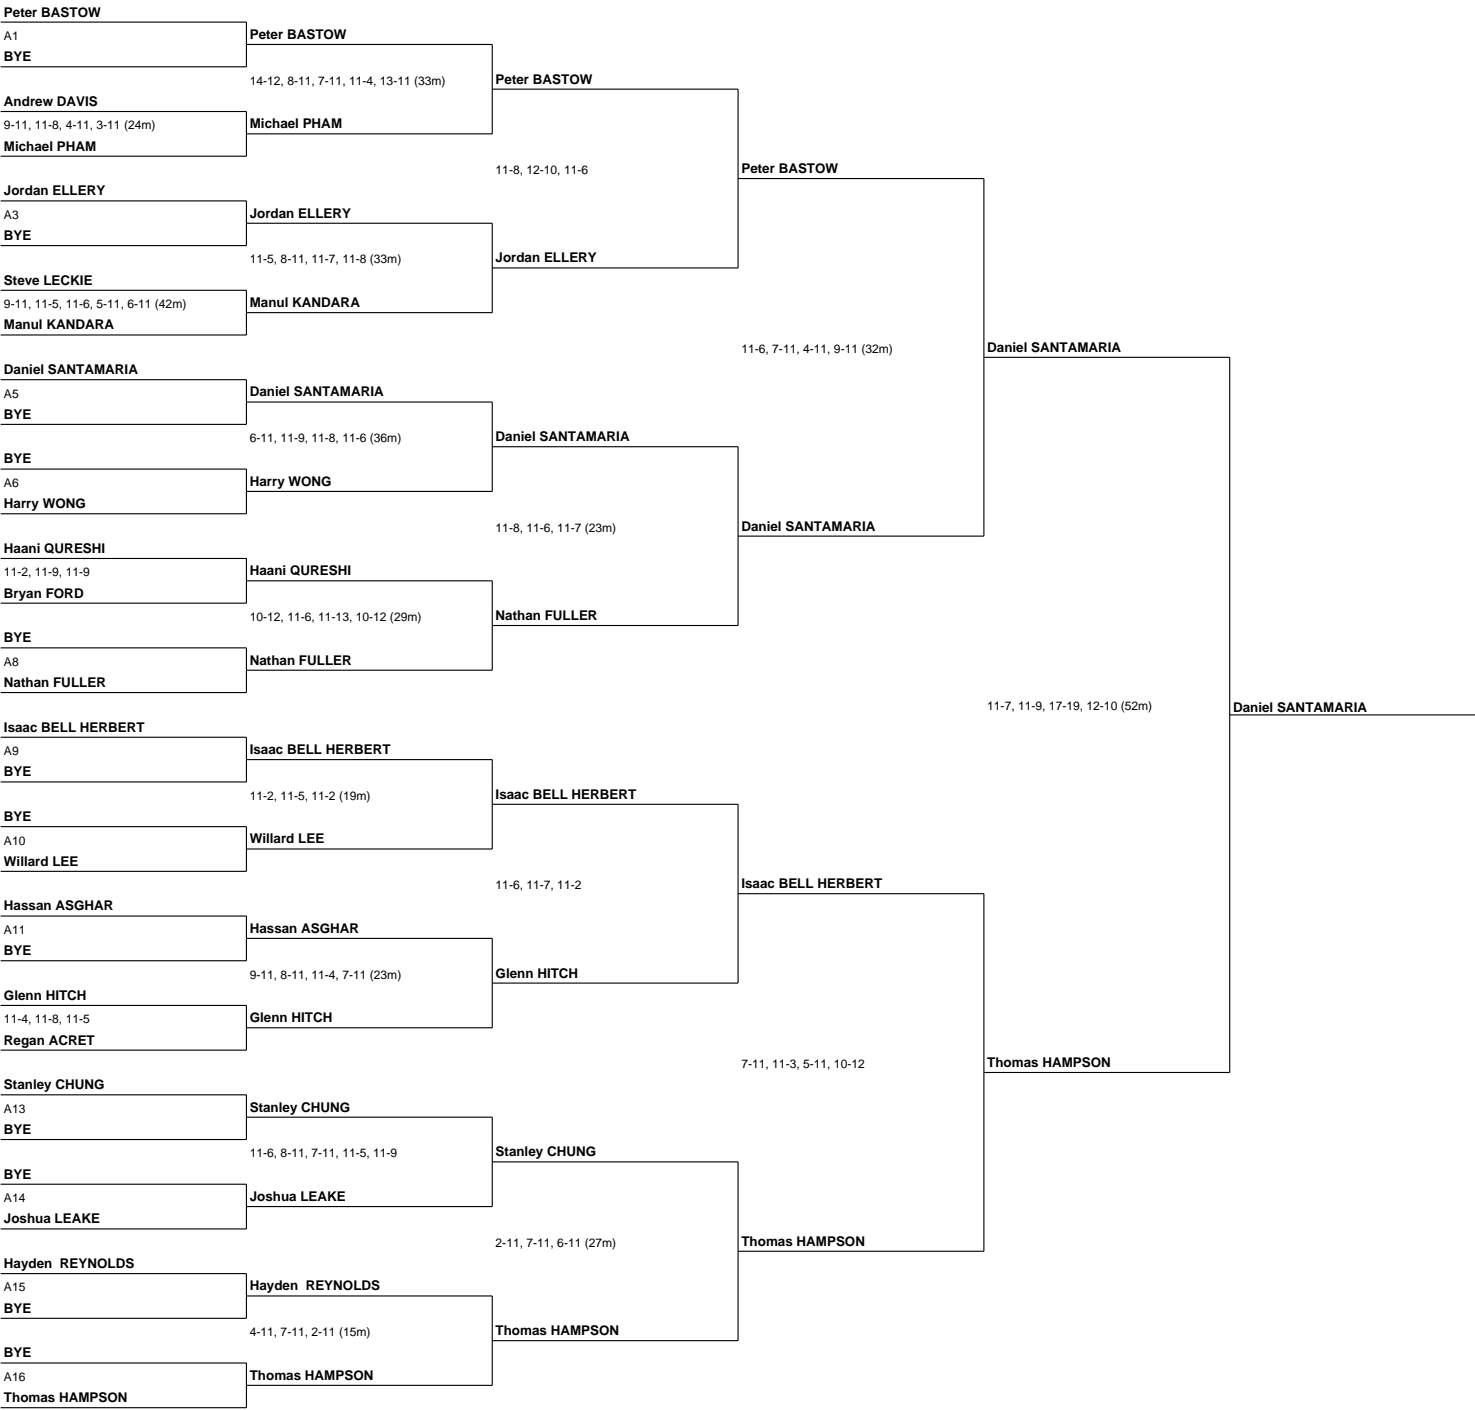 Peter BASTOW
A1
BYE
Andrew DAVIS
9-11, 11-8, 4-11, 3-11 (24m)
Michael PHAM
Jordan ELLERY
A3
BYE
Steve LECKIE
9-11, 11-5, 11-6, 5-11, 6-11 (42m)
Manul KANDARA
Daniel SANTAMARIA
A5
BYE
BYE
A6
Harry WONG
Haani QURESHI
11-2, 11-9, 11-9
Bryan FORD
BYE
A8
Nathan FULLER
Isaac BELL HERBERT
A9
BYE
BYE
A10
Willard LEE
Hassan ASGHAR
A11
BYE
Glenn HITCH
11-4, 11-8, 11-5
Regan ACRET
Stanley CHUNG
A13
BYE
BYE
A14
Joshua LEAKE
Hayden  REYNOLDS
A15
BYE
BYE
A16
Thomas HAMPSON
Peter BASTOW
14-12, 8-11, 7-11, 11-4, 13-11 (33m)
Michael PHAM
Jordan ELLERY
11-5, 8-11, 11-7, 11-8 (33m)
Manul KANDARA
Daniel SANTAMARIA
6-11, 11-9, 11-8, 11-6 (36m)
Harry WONG
Haani QURESHI
10-12, 11-6, 11-13, 10-12 (29m)
Nathan FULLER
Isaac BELL HERBERT
11-2, 11-5, 11-2 (19m)
Willard LEE
Hassan ASGHAR
9-11, 8-11, 11-4, 7-11 (23m)
Glenn HITCH
Stanley CHUNG
11-6, 8-11, 7-11, 11-5, 11-9
Joshua LEAKE
Hayden  REYNOLDS
4-11, 7-11, 2-11 (15m)
Thomas HAMPSON
Peter BASTOW
11-8, 12-10, 11-6
Jordan ELLERY
Daniel SANTAMARIA
11-8, 11-6, 11-7 (23m)
Nathan FULLER
Isaac BELL HERBERT
11-6, 11-7, 11-2
Glenn HITCH
Stanley CHUNG
2-11, 7-11, 6-11 (27m)
Thomas HAMPSON
Peter BASTOW
11-6, 7-11, 4-11, 9-11 (32m)
Daniel SANTAMARIA
Isaac BELL HERBERT
7-11, 11-3, 5-11, 10-12
Thomas HAMPSON
Daniel SANTAMARIA
11-7, 11-9, 17-19, 12-10 (52m)
Thomas HAMPSON
Daniel SANTAMARIA